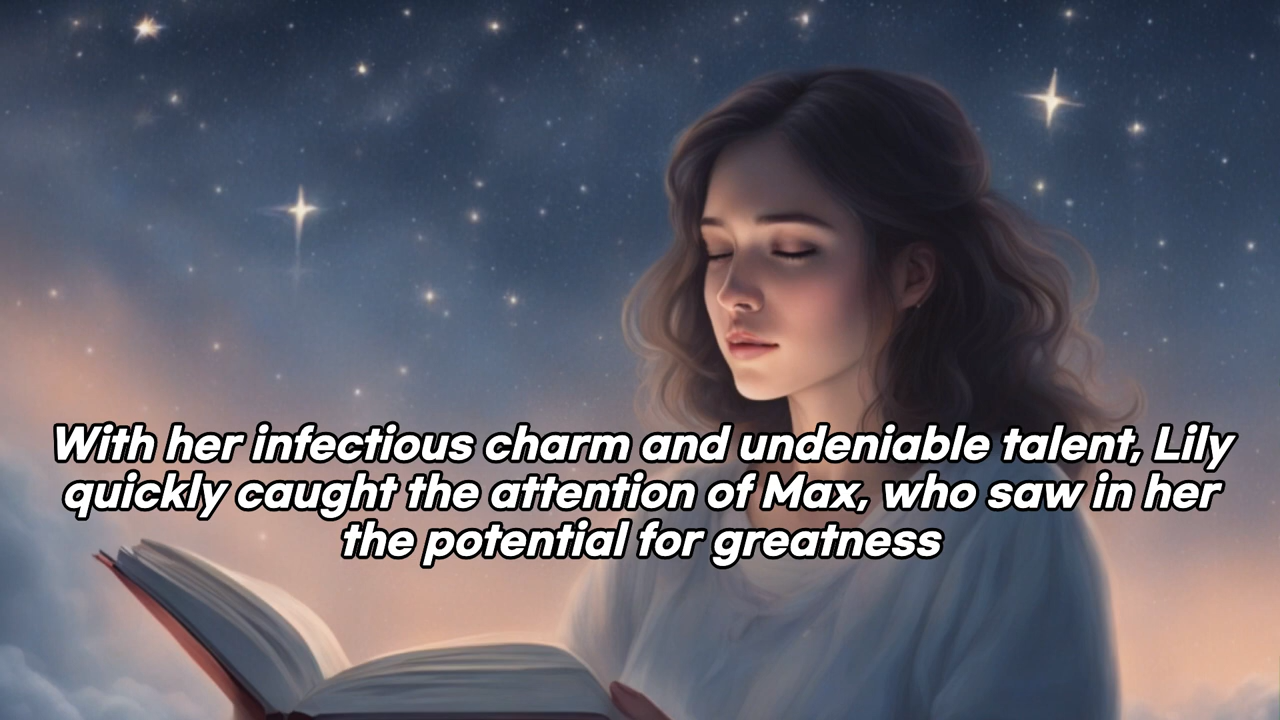 With her infectious charm and undeniable talent, Lily
quickly caught the attention of Max, who saw in her
the potential for greatness